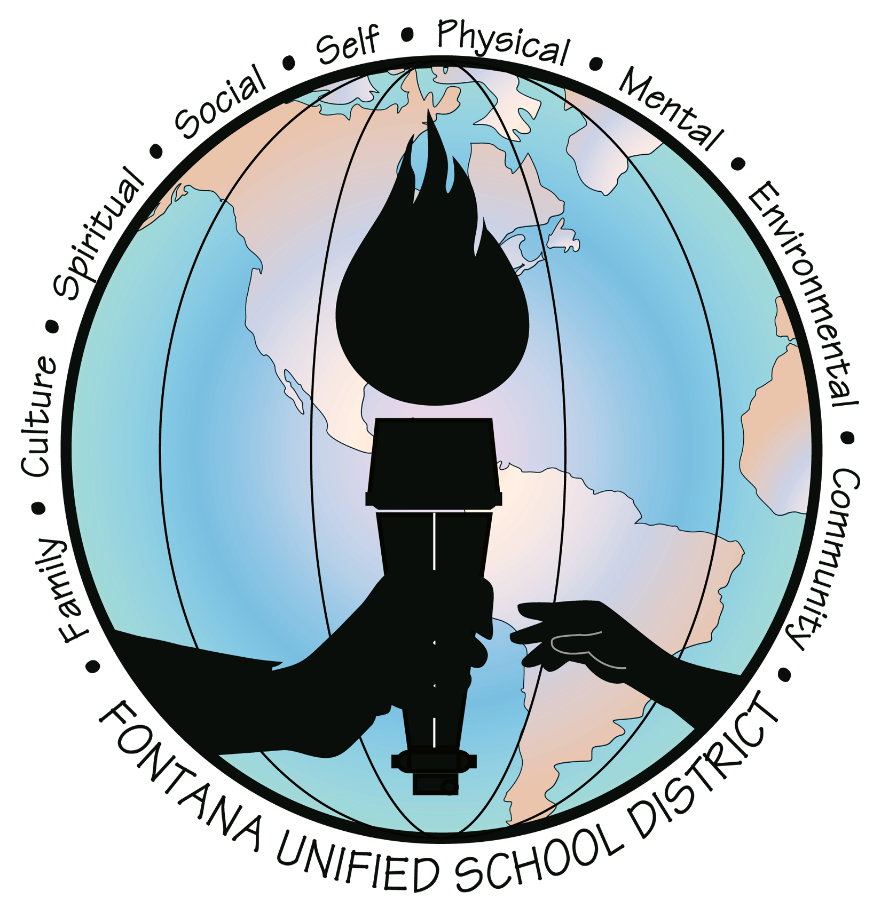 • Family • Culture • Spiritual • Social • Self • Physical • Mental • Environmental • Community •
FONTANA UNIFIED SCHOOL DISTRICT